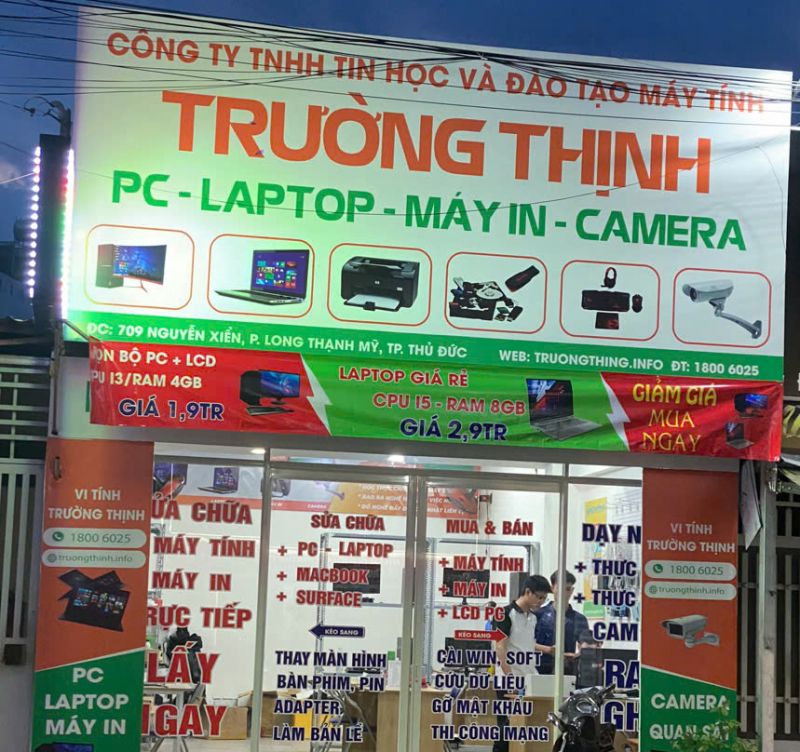 CÔNG TY TNHH TIN HỌC VÀ ĐÀO TẠO MÁY TÍNH
TRƯỜNG THỊNH
PC - LAPTOP - MÁY IN - CAMERA
ĐC: 709 NGUYỄN XIỂN, P. LONG THẠNH MỸ, TP. THỦ ĐỨC
WEB: TRUONGTHING.INFO ĐT: 1800 6025
BỘ PC + LCD
I3/RAM 4GB
GIÁ 1,9TR
LAPTOP GIÁ RẺ
CPU I5 - RAM 8GB
GIÁ 2,9TR
GIẢM GIÁ
MUA
NGAY
VI TÍNH
TRƯỜNG THỊNH
1800 6025
truongthinh.info
PC
LAPTOP
MÁY IN
SỬA CHỮA
MÁY TÍNH
MÁY IN
TRỰC TIẾP
LẤY
NGAY
SỬA CHỮA
+ PC - LAPTOP
+ MACBOOK
+ SURFACE
KÉO SANG
THAY MÀN HÌNH
BÀN PHÍM, PIN
ADAPTER,
LÀM BẢN LỀ
MUA & BÁN
+ MÁY TÍNH
+ MÁY IN
+ LCD PC
KÉO SANG
CÀI WIN, SOFT
CỨU DỮ LIỆU
GỠ MẬT KHẨU
THI CÔNG MẠNG
DẠY N
+ THỰC
+ THỰC
CAM
RA
GH
VI TÍNH
TRƯỜNG THỊNH
1800 6025
truongthinh.info
CAMERA
QUAN SÁT